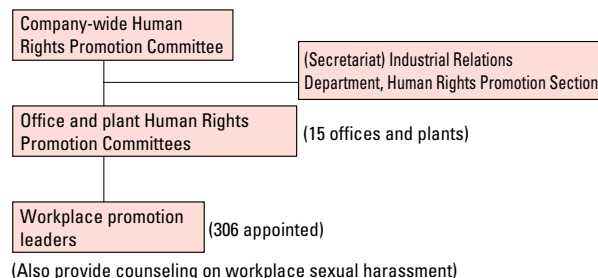 Company-wide Human
Rights Promotion Committee
(Secretariat) Industrial Relations
Department, Human Rights Promotion Section
Office and plant Human Rights
Promotion Committees
(15 offices and plants)
Workplace promotion
leaders
(306 appointed)
(Also provide counseling on workplace sexual harassment)